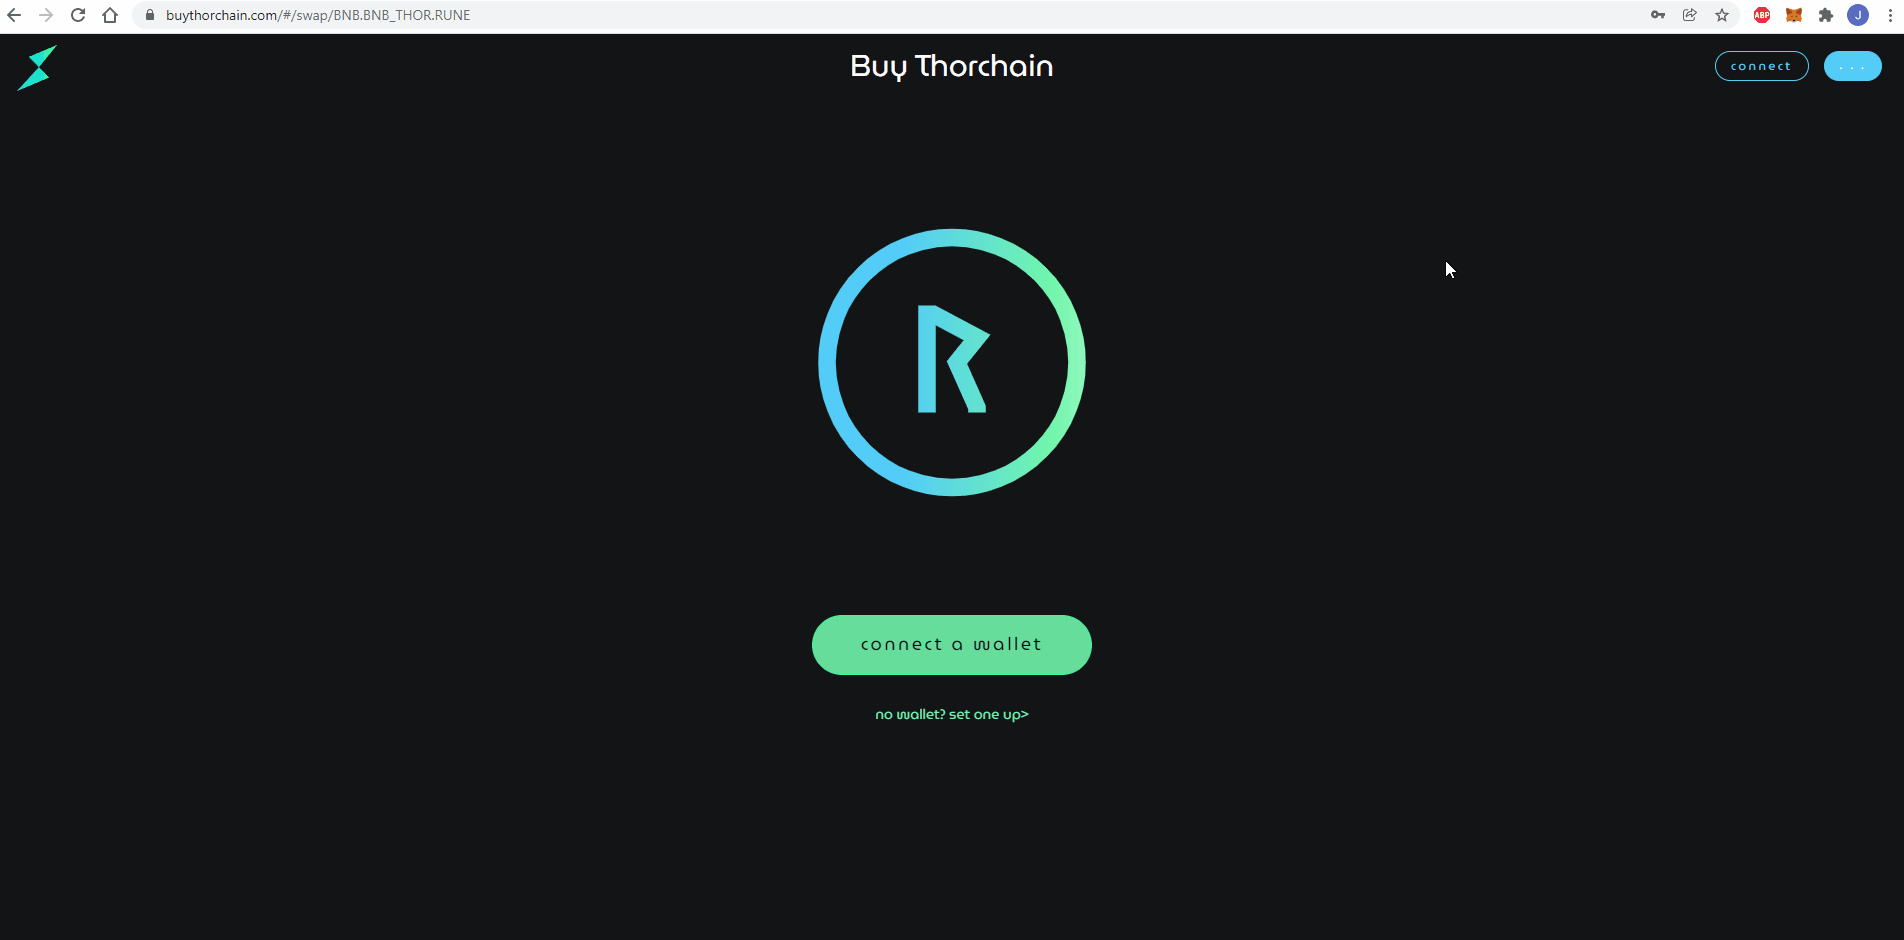 buythorchain.com/#/swap/BNB.BNB_THOR.RUNE
ABP
J
Buy Thorchain
connect
...
R
connect a wallet
no wallet? set one up>